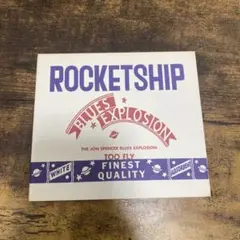 ROCKETSHIP
BLUES EXPLOSION
THE JON SPENCER BLUES EXPLOSION
TOO FLY
WHITE
FINEST
QUALITY